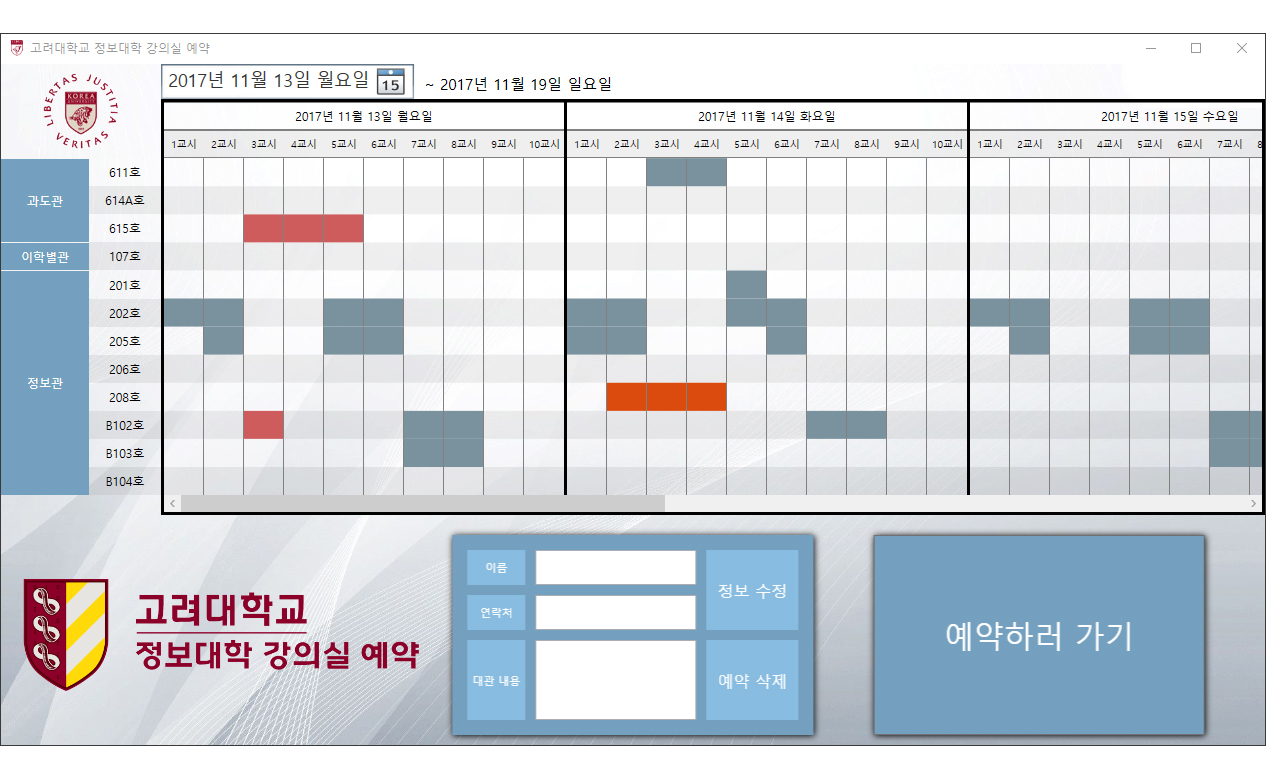 고려대학교 정보대학 강의실 예약
LIBERTAS JUSTITIA VERITAS
KOREA
UNIVERSITY
2017년 11월 13일 월요일 15 ~ 2017년 11월 19일 일요일
2017년 11월 13일 월요일 2017년 11월 14일 화요일 2017년 11월 15일 수요일
1교시 2교시 3교시 4교시 5교시 6교시 7교시 8교시 9교시 10교시 1교시 2교시 3교시 4교시 5교시 6교시 7교시 8교시 9교시 10교시 1교시 2교시 3교시 4교시 5교시 6교시 7교시 8
611호
과도관 614A호
615호
이학별관 107호
201호
202호
205호
206호
정보관 208호
B102호
B103호
B104호
고려대학교
정보대학 강의실 예약
이름
연락처
대관 내용
정보 수정
예약 삭제
예약하러 가기